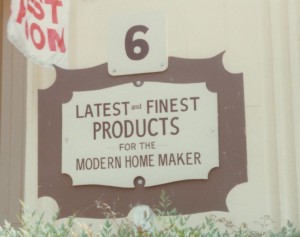 6
LATEST and FINEST
PRODUCTS
FOR THE
MODERN HOME MAKER